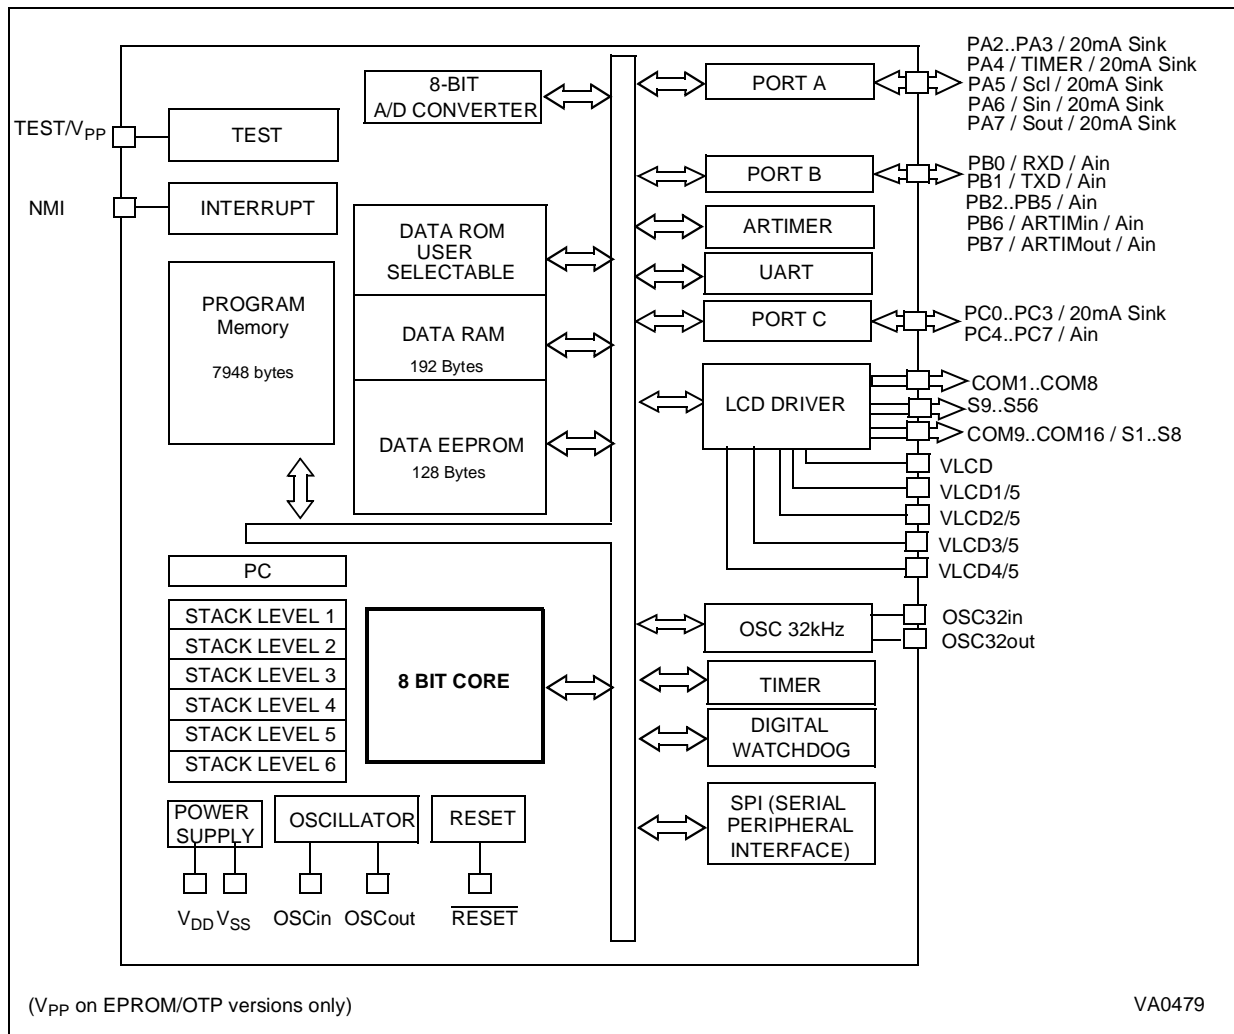 TEST/VPP
NMI
TEST
INTERRUPT
PROGRAM
Memory
7948 bytes
8-BIT
A/D CONVERTER
DATA ROM
USER
SELECTABLE
DATA RAM
192 Bytes
DATA EEPROM
128 Bytes
PC
STACK LEVEL 1
STACK LEVEL 2
STACK LEVEL 3
STACK LEVEL 4
STACK LEVEL 5
STACK LEVEL 6
8 BIT CORE
POWER
SUPPLY
OSCILLATOR
RESET
VDD VSS
OSCin
OSCout
RESET
PORT A
PA2..PA3 / 20mA Sink
PA4 / TIMER / 20mA Sink
PA5 / Scl / 20mA Sink
PA6 / Sin / 20mA Sink
PA7 / Sout / 20mA Sink
PORT B
PB0 / RXD / Ain
PB1 / TXD / Ain
PB2..PB5 / Ain
PB6 / ARTIMin / Ain
PB7 / ARTIMout / Ain
ARTIMER
UART
PORT C
PC0..PC3 / 20mA Sink
PC4..PC7 / Ain
LCD DRIVER
COM1..COM8
S9..S56
COM9..COM16 / S1..S8
VLCD
VLCD1/5
VLCD2/5
VLCD3/5
VLCD4/5
OSC 32kHz
OSC32in
OSC32out
TIMER
DIGITAL
WATCHDOG
SPI (SERIAL
PERIPHERAL
INTERFACE)
(VPP on EPROM/OTP versions only)
VA0479